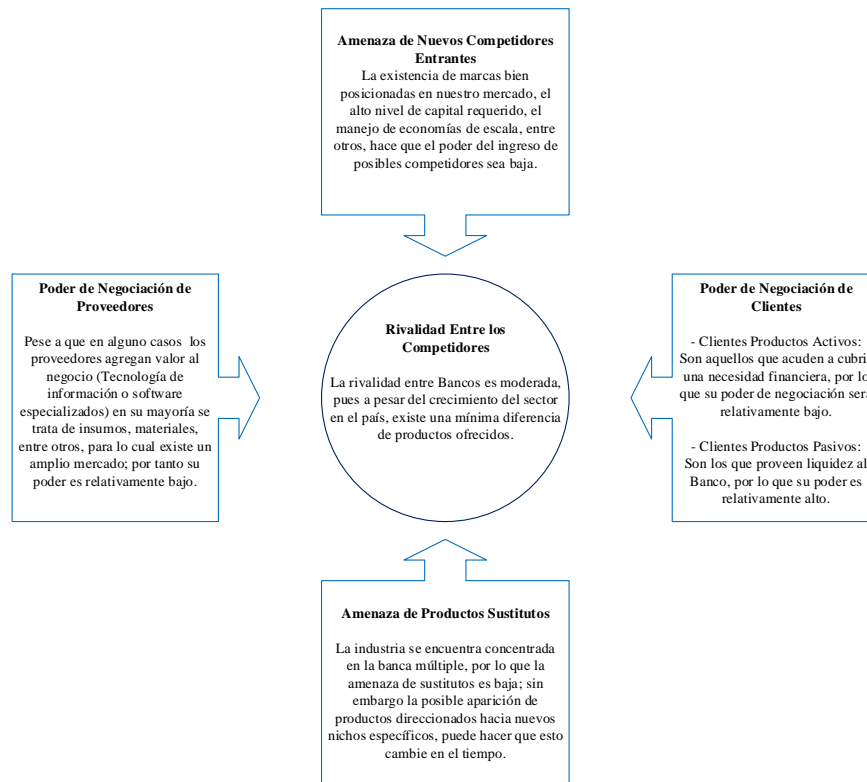 Amenaza de Nuevos Competidores
Entrantes
La existencia de marcas bien
posicionadas en nuestro mercado, el
alto nivel de capital requerido, el
manejo de economías de escala, entre
otros, hace que el poder del ingreso de
posibles competidores sea baja.
Poder de Negociación de
Proveedores
Pese a que en alguno casos los
proveedores agregan valor al
negocio (Tecnología de
información o software
especializados) en su mayoría se
trata de insumos, materiales,
entre otros, para lo cual existe un
amplio mercado; por tanto su
poder es relativamente bajo.
Rivalidad Entre los
Competidores
La rivalidad entre Bancos es moderada,
pues a pesar del crecimiento del sector
en el país, existe una mínima diferencia
de productos ofrecidos.
Poder de Negociación de
Clientes
- Clientes Productos Activos:
Son aquellos que acuden a cubrir
una necesidad financiera, por lo
que su poder de negociación será
relativamente bajo.
- Clientes Productos Pasivos:
Son los que proveen liquidez al
Banco, por lo que su poder es
relativamente alto.
Amenaza de Productos Sustitutos
La industria se encuentra concentrada
en la banca múltiple, por lo que la
amenaza de sustitutos es baja; sin
embargo la posible aparición de
productos direccionados hacia nuevos
nichos específicos, puede hacer que esto
cambie en el tiempo.